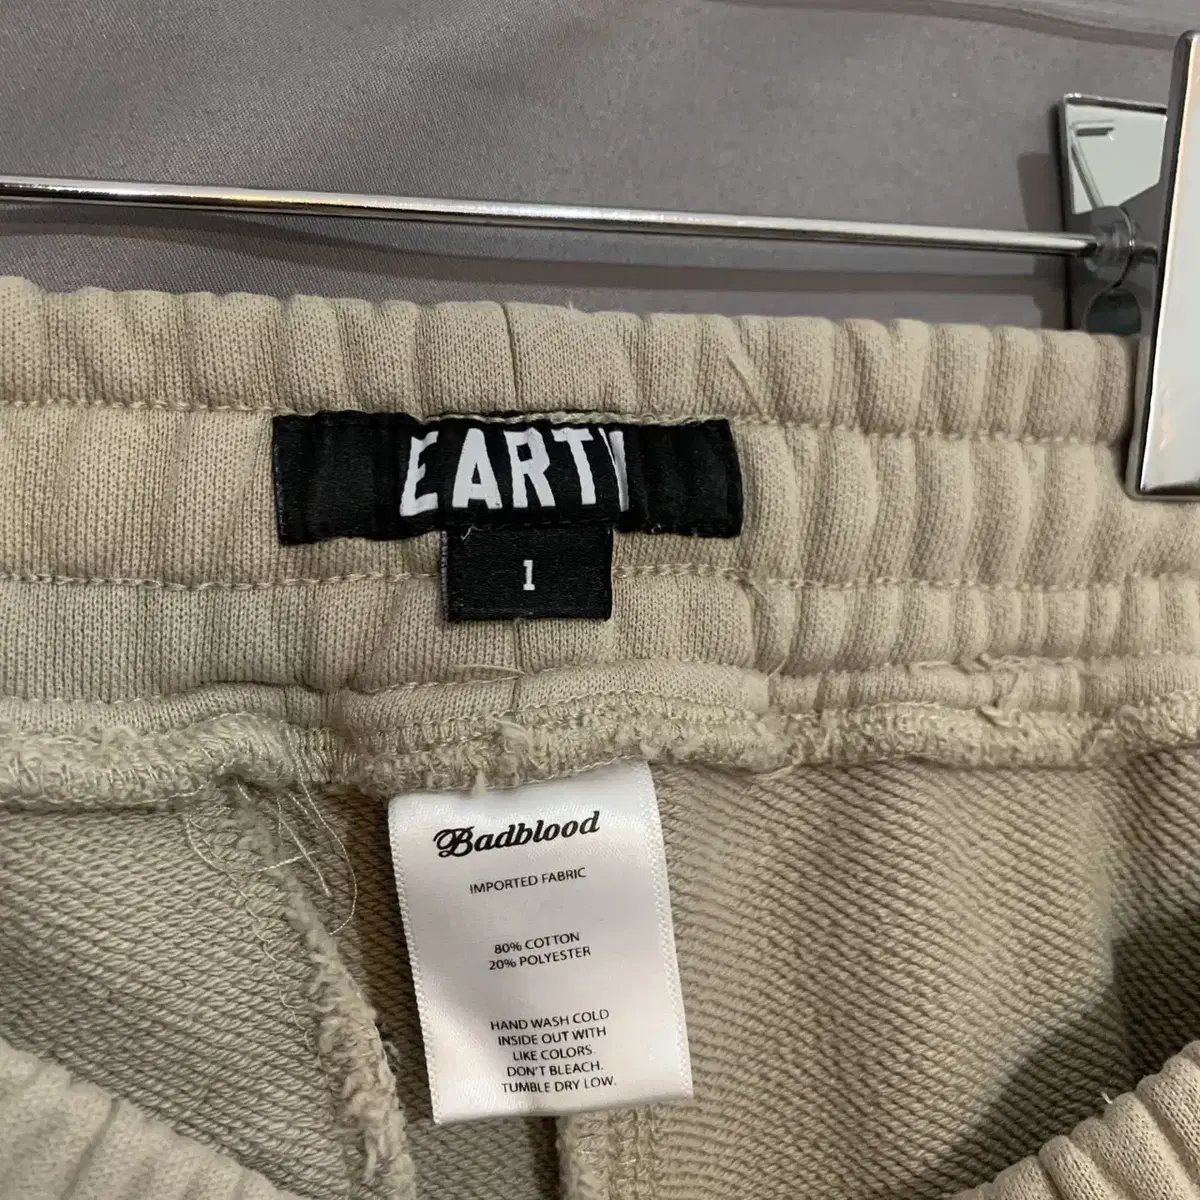 EARTY
1
Badblood
IMPORTED FABRIC
80% COTTON
20% POLYESTER
HAND WASH COLD
INSIDE OUT WITH
LIKE COLORS
DON'T BLEACH.
TUMBLE DRY LOW.